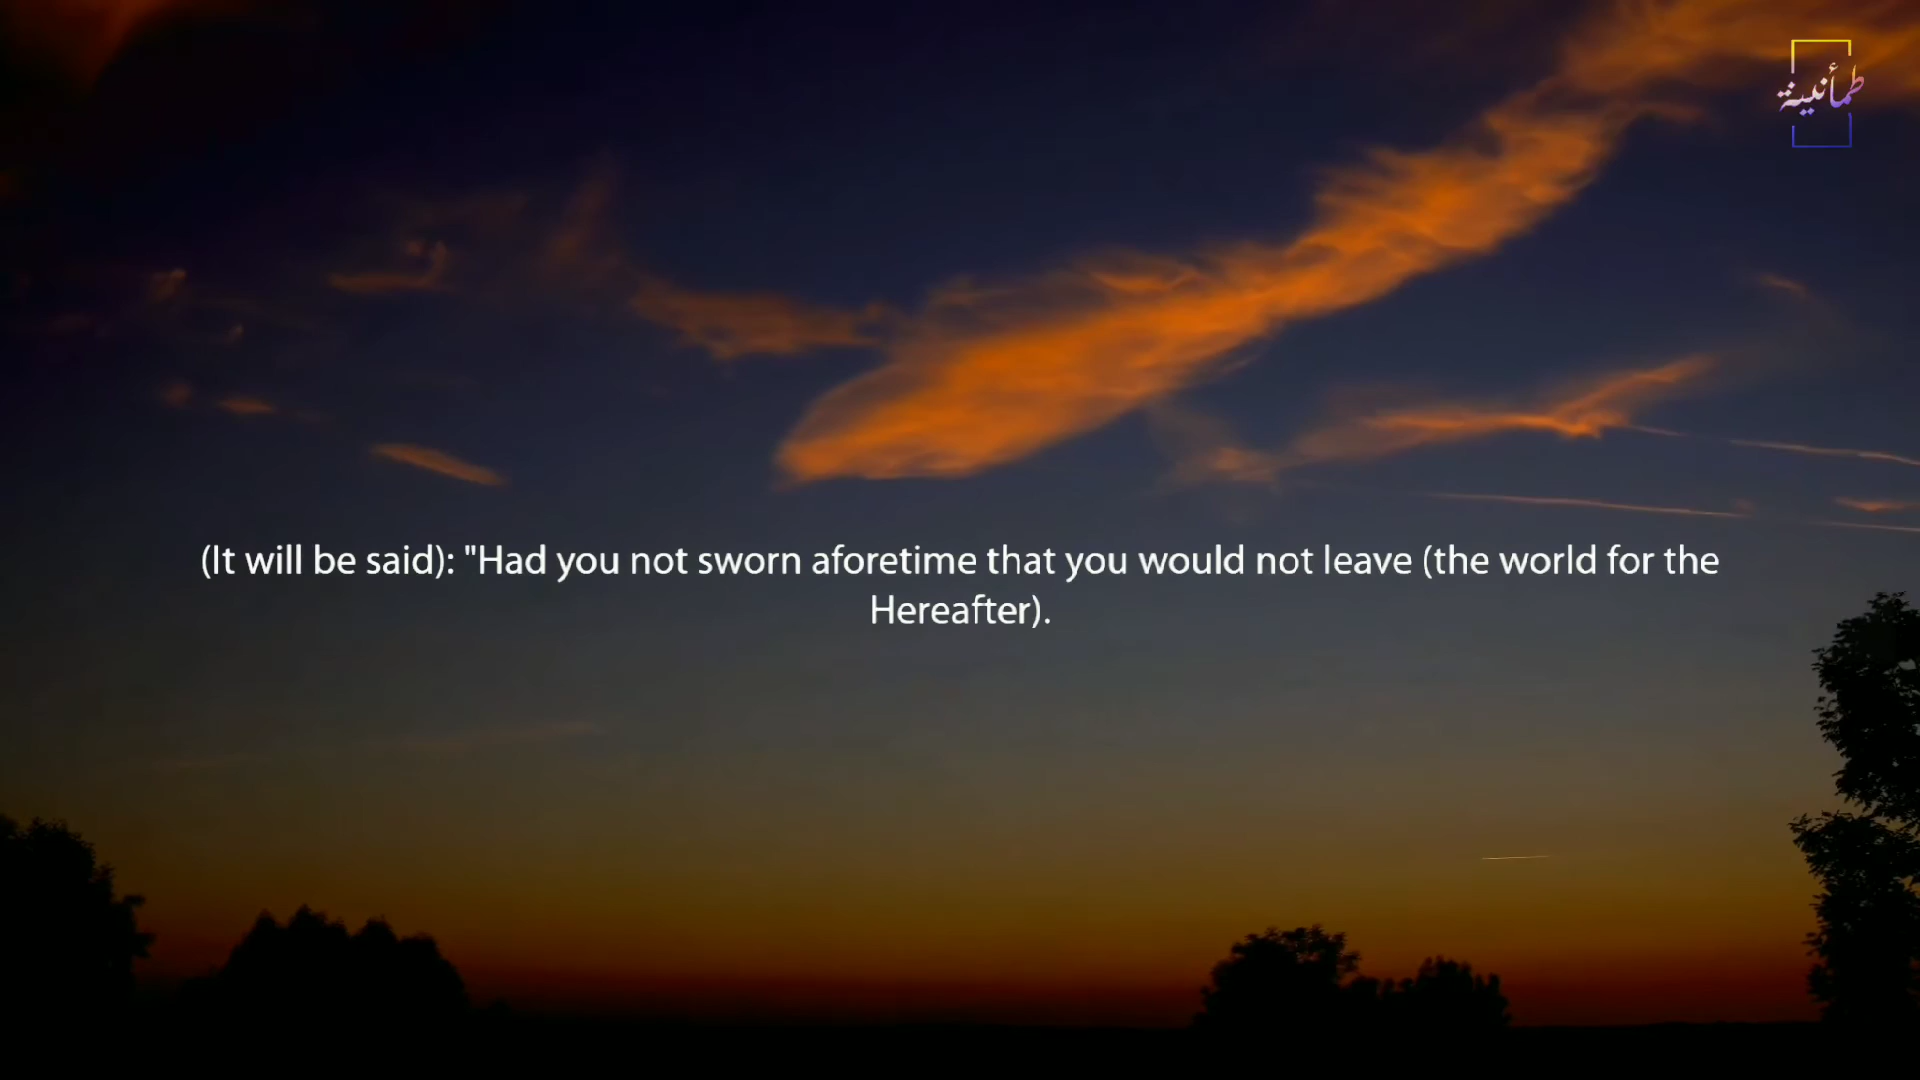 طمأنينة
(It will be said): "Had you not sworn aforetime that you would not leave (the world for the
Hereafter).